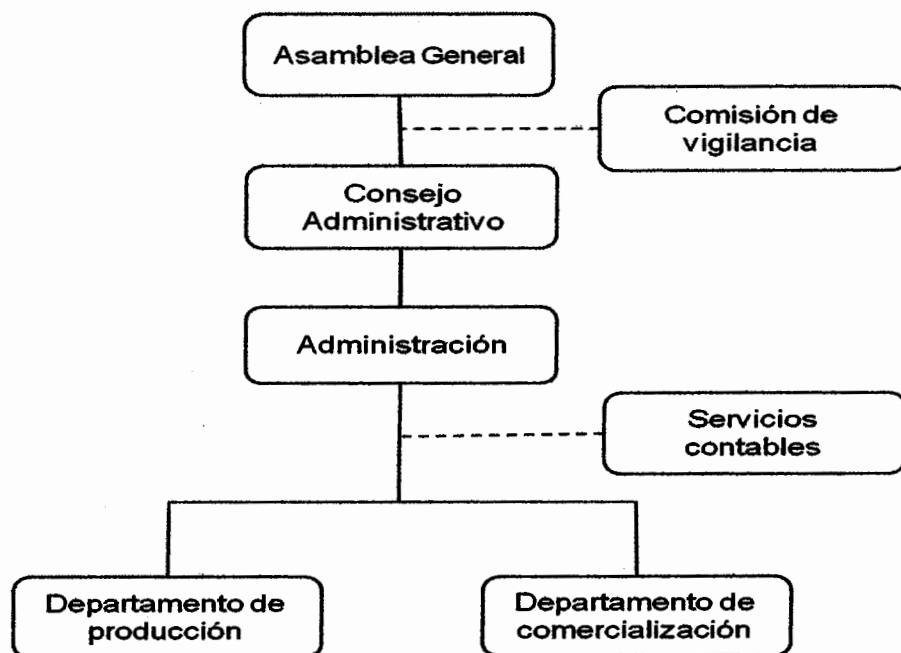 Asamblea General
Comisión de
vigilancia
Consejo
Administrativo
Administración
Servicios
contables
Departamento de
producción
Departamento de
comercialización